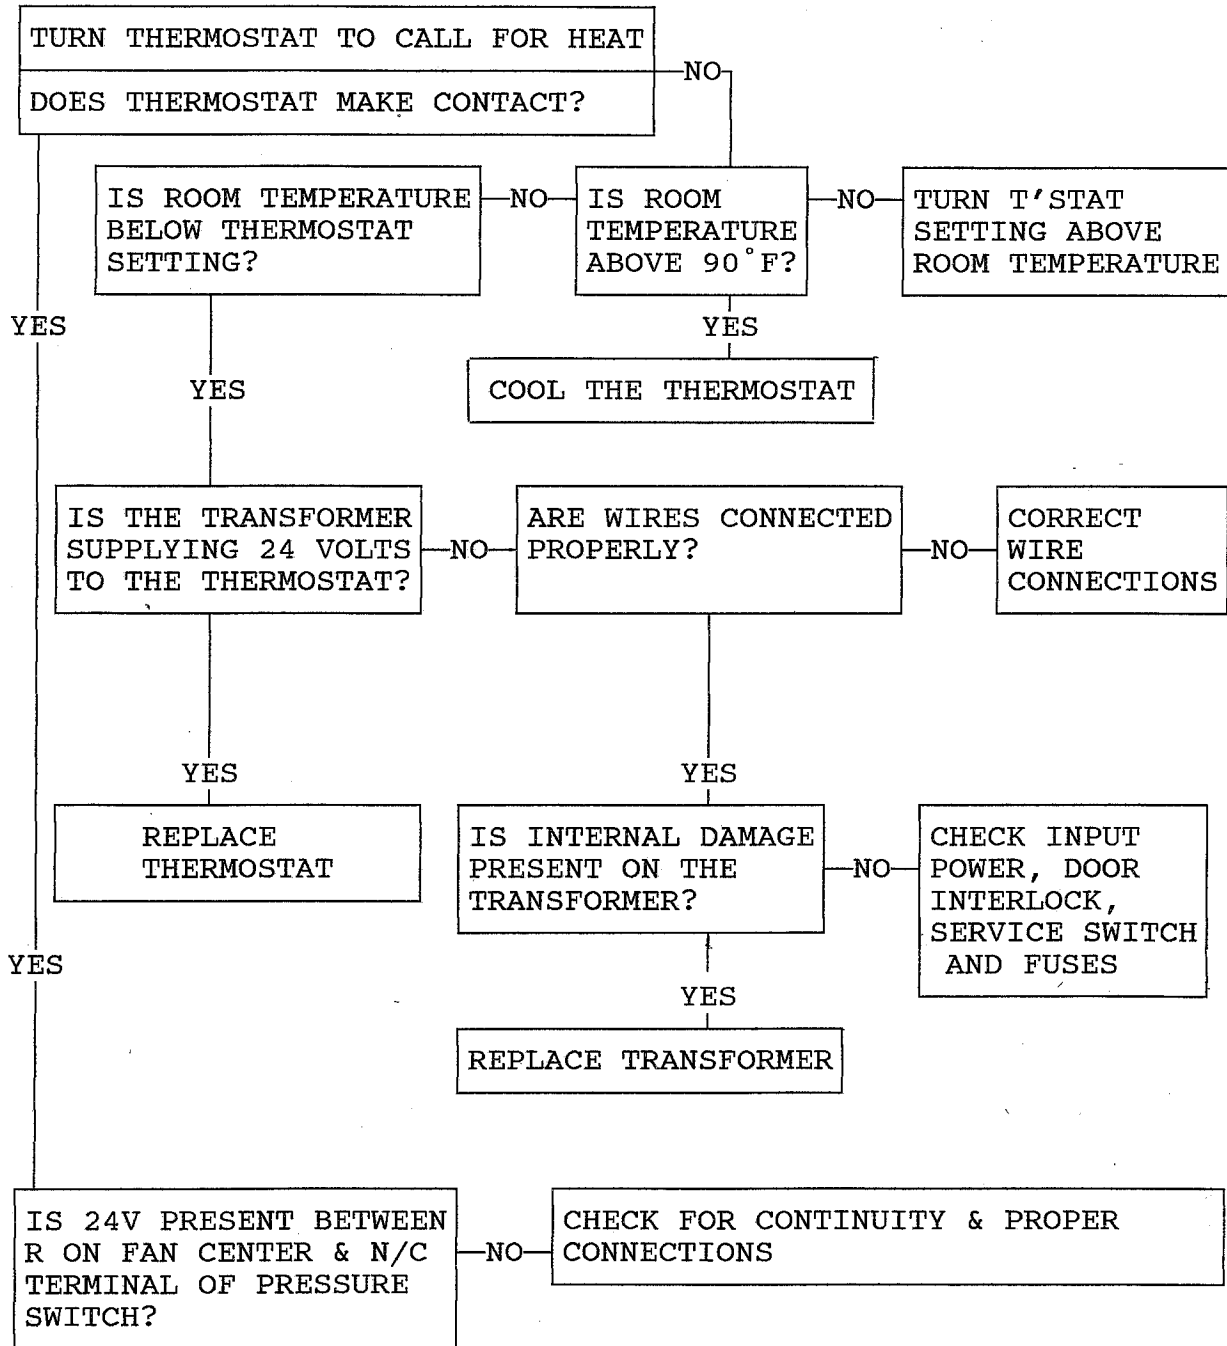 TURN THERMOSTAT TO CALL FOR HEAT
DOES THERMOSTAT MAKE CONTACT?
NO
IS ROOM TEMPERATURE
BELOW THERMOSTAT
SETTING?
NO
IS ROOM
TEMPERATURE
ABOVE 90°F?
NO
TURN T'STAT
SETTING ABOVE
ROOM TEMPERATURE
YES
YES
YES
COOL THE THERMOSTAT
IS THE TRANSFORMER
SUPPLYING 24 VOLTS
TO THE THERMOSTAT?
NO
ARE WIRES CONNECTED
PROPERLY?
NO
CORRECT
WIRE
CONNECTIONS
YES
YES
REPLACE
THERMOSTAT
IS INTERNAL DAMAGE
PRESENT ON THE
TRANSFORMER?
NO
CHECK INPUT
POWER, DOOR
INTERLOCK,
SERVICE SWITCH
AND FUSES
YES
YES
REPLACE TRANSFORMER
IS 24V PRESENT BETWEEN
R ON FAN CENTER & N/C
TERMINAL OF PRESSURE
SWITCH?
NO
CHECK FOR CONTINUITY & PROPER
CONNECTIONS